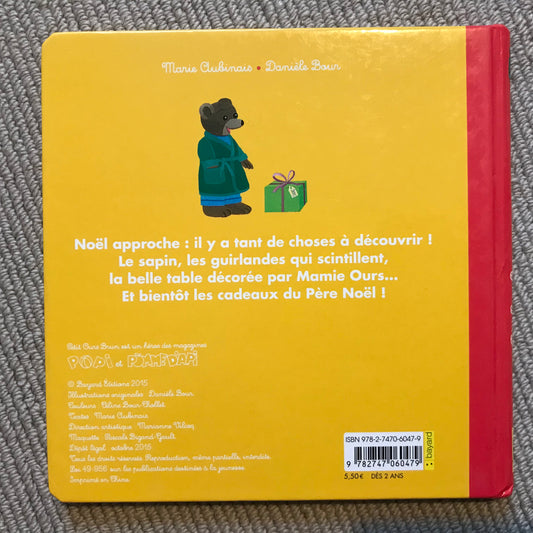 Marie Aubinais • Danièle Bour
Noël approche : il y a tant de choses à découvrir !
Le sapin, les guirlandes qui scintillent,
la belle table décorée par Mamie Ours...
Et bientôt les cadeaux du Père Noël !
Petit Ours Brun est un héros des magazines
POPI et POMME D'API
© Bayard Éditions 2015
Illustrations originales : Danièle Bour
Couleurs : Céline Bour-Chollet
Textes : Marie Aubinais
Direction artistique : Marianne Vilcoq
Maquette : Pascale Bigand-Gault
Dépôt légal : octobre 2015
Tous les droits réservés. Reproduction, même partielle, interdite.
Loi 49-956 sur les publications destinées à la jeunesse.
Imprimé en Chine
ISBN 978-2-7470-6047-9
9 782747 060479
bayard
5,50€ DÈS 2 ANS